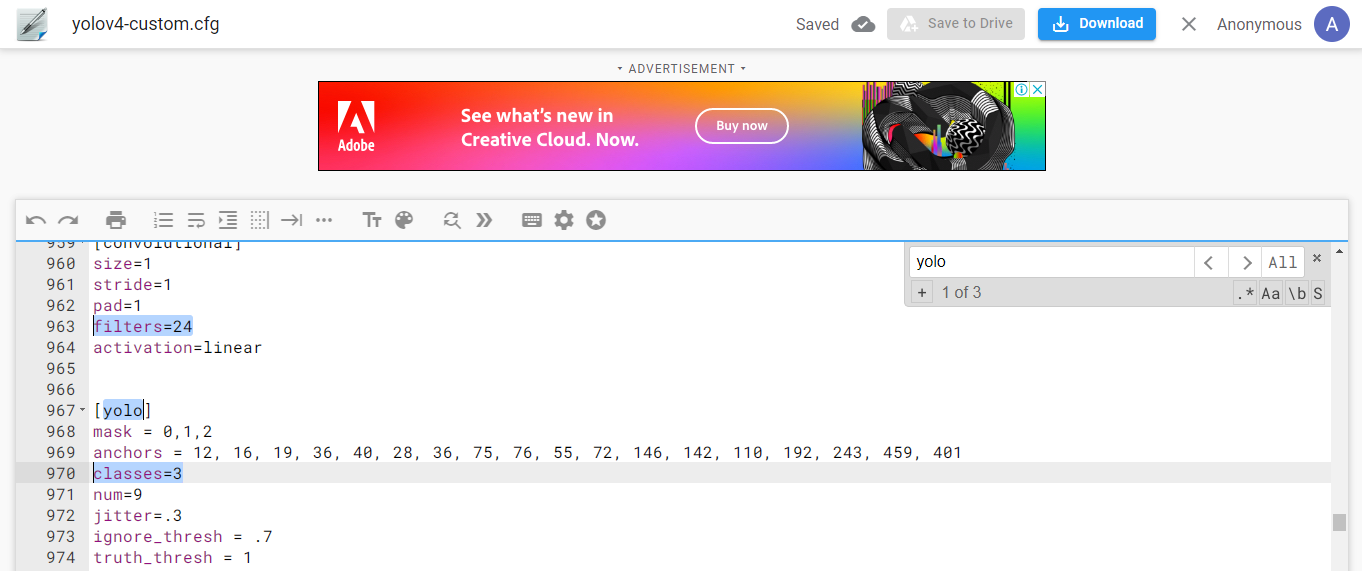 yolov4-custom.cfg
Saved
Save to Drive
Download
Anonymous
A
ADVERTISEMENT
Adobe
See what's new in
Creative Cloud. Now.
Buy now
959 [convolutional]
960 size=1
961 stride=1
962 pad=1
963 filters=24
964 activation=linear
965
966
967 [yolo]
968 mask = 0,1,2
969 anchors = 12, 16, 19, 36, 40, 28, 36, 75, 76, 55, 72, 146, 142, 110, 192, 243, 459, 401
970 classes=3
971 num=9
972 jitter=.3
973 ignore_thresh = .7
974 truth_thresh = 1
yolo
All
+ 1 of 3
.* Aa \b S